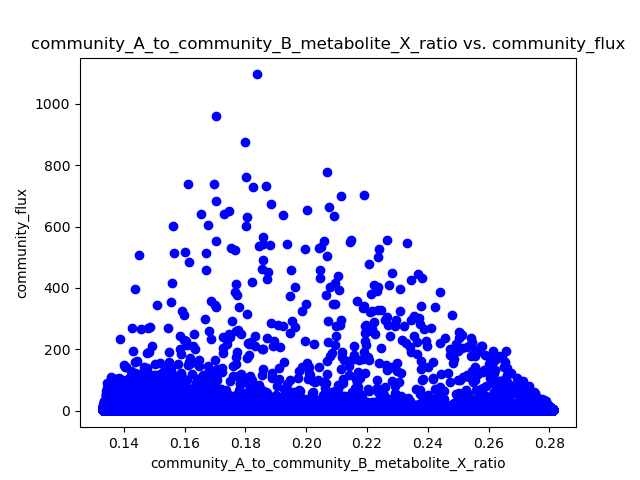 community_A_to_community_B_metabolite_X_ratio vs. community_flux
community_flux
1000
800
600
400
200
0
0.14 0.16 0.18 0.20 0.22 0.24 0.26 0.28
community_A_to_community_B_metabolite_X_ratio